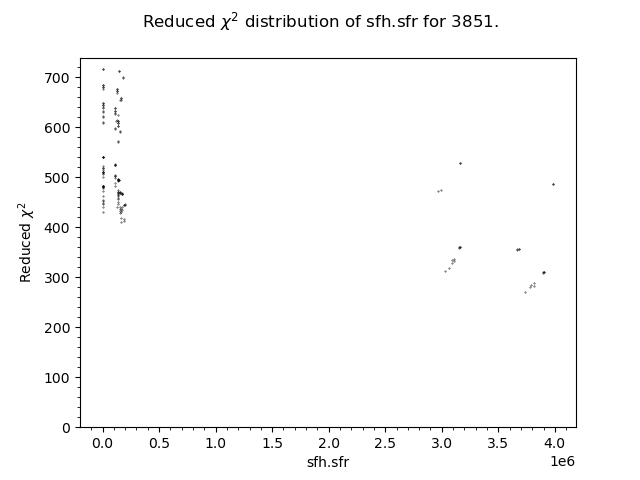 Reduced χ² distribution of sfh.sfr for 3851.
700
600
500
400
300
200
100
0
Reduced χ²
0.0 0.5 1.0 1.5 2.0 2.5 3.0 3.5 4.0
1e6
sfh.sfr